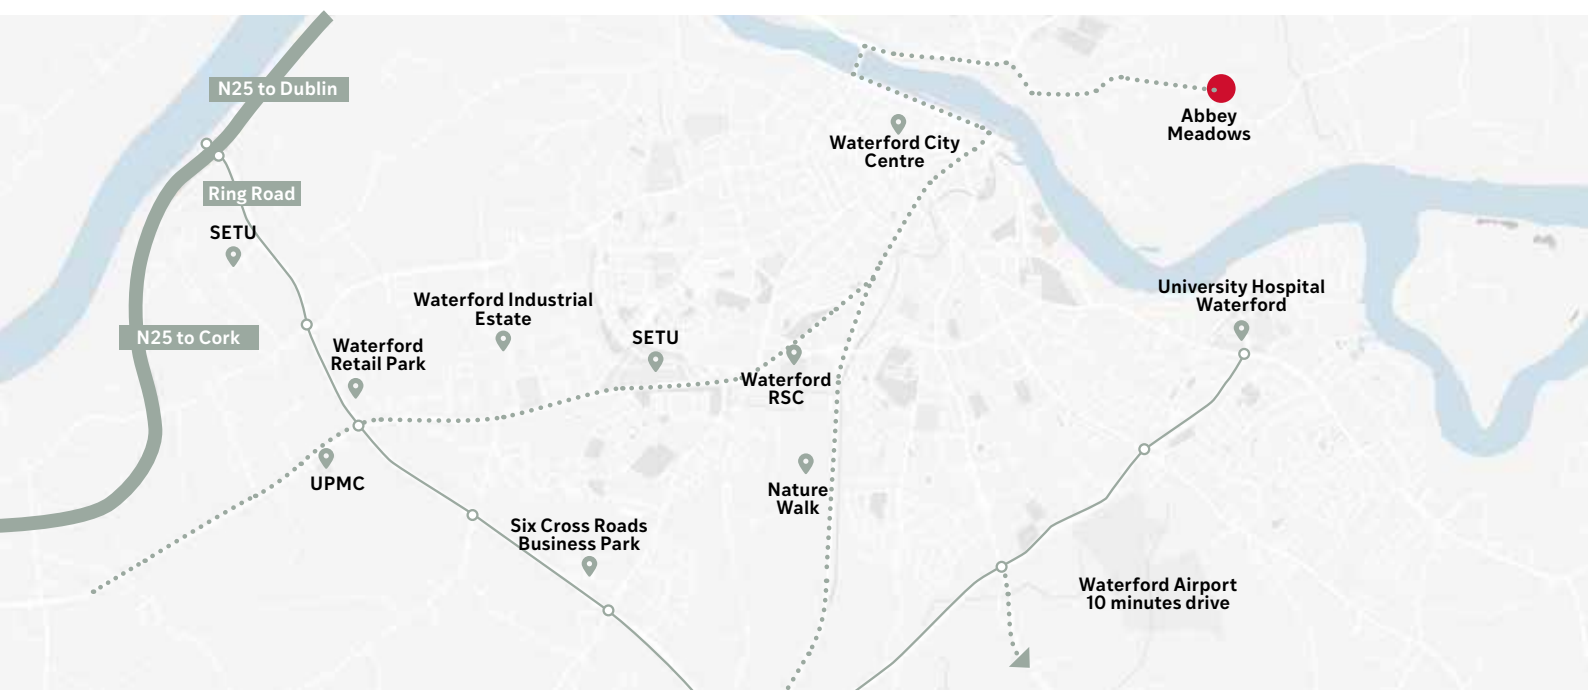 N25 to Dublin
Abbey
Meadows
Waterford City
Centre
Ring Road
SETU
University Hospital
Waterford
Waterford Industrial
Estate
N25 to Cork
SETU
Waterford
Retail Park
Waterford
RSC
UPMC
Nature
Walk
Six Cross Roads
Business Park
Waterford Airport
10 minutes drive